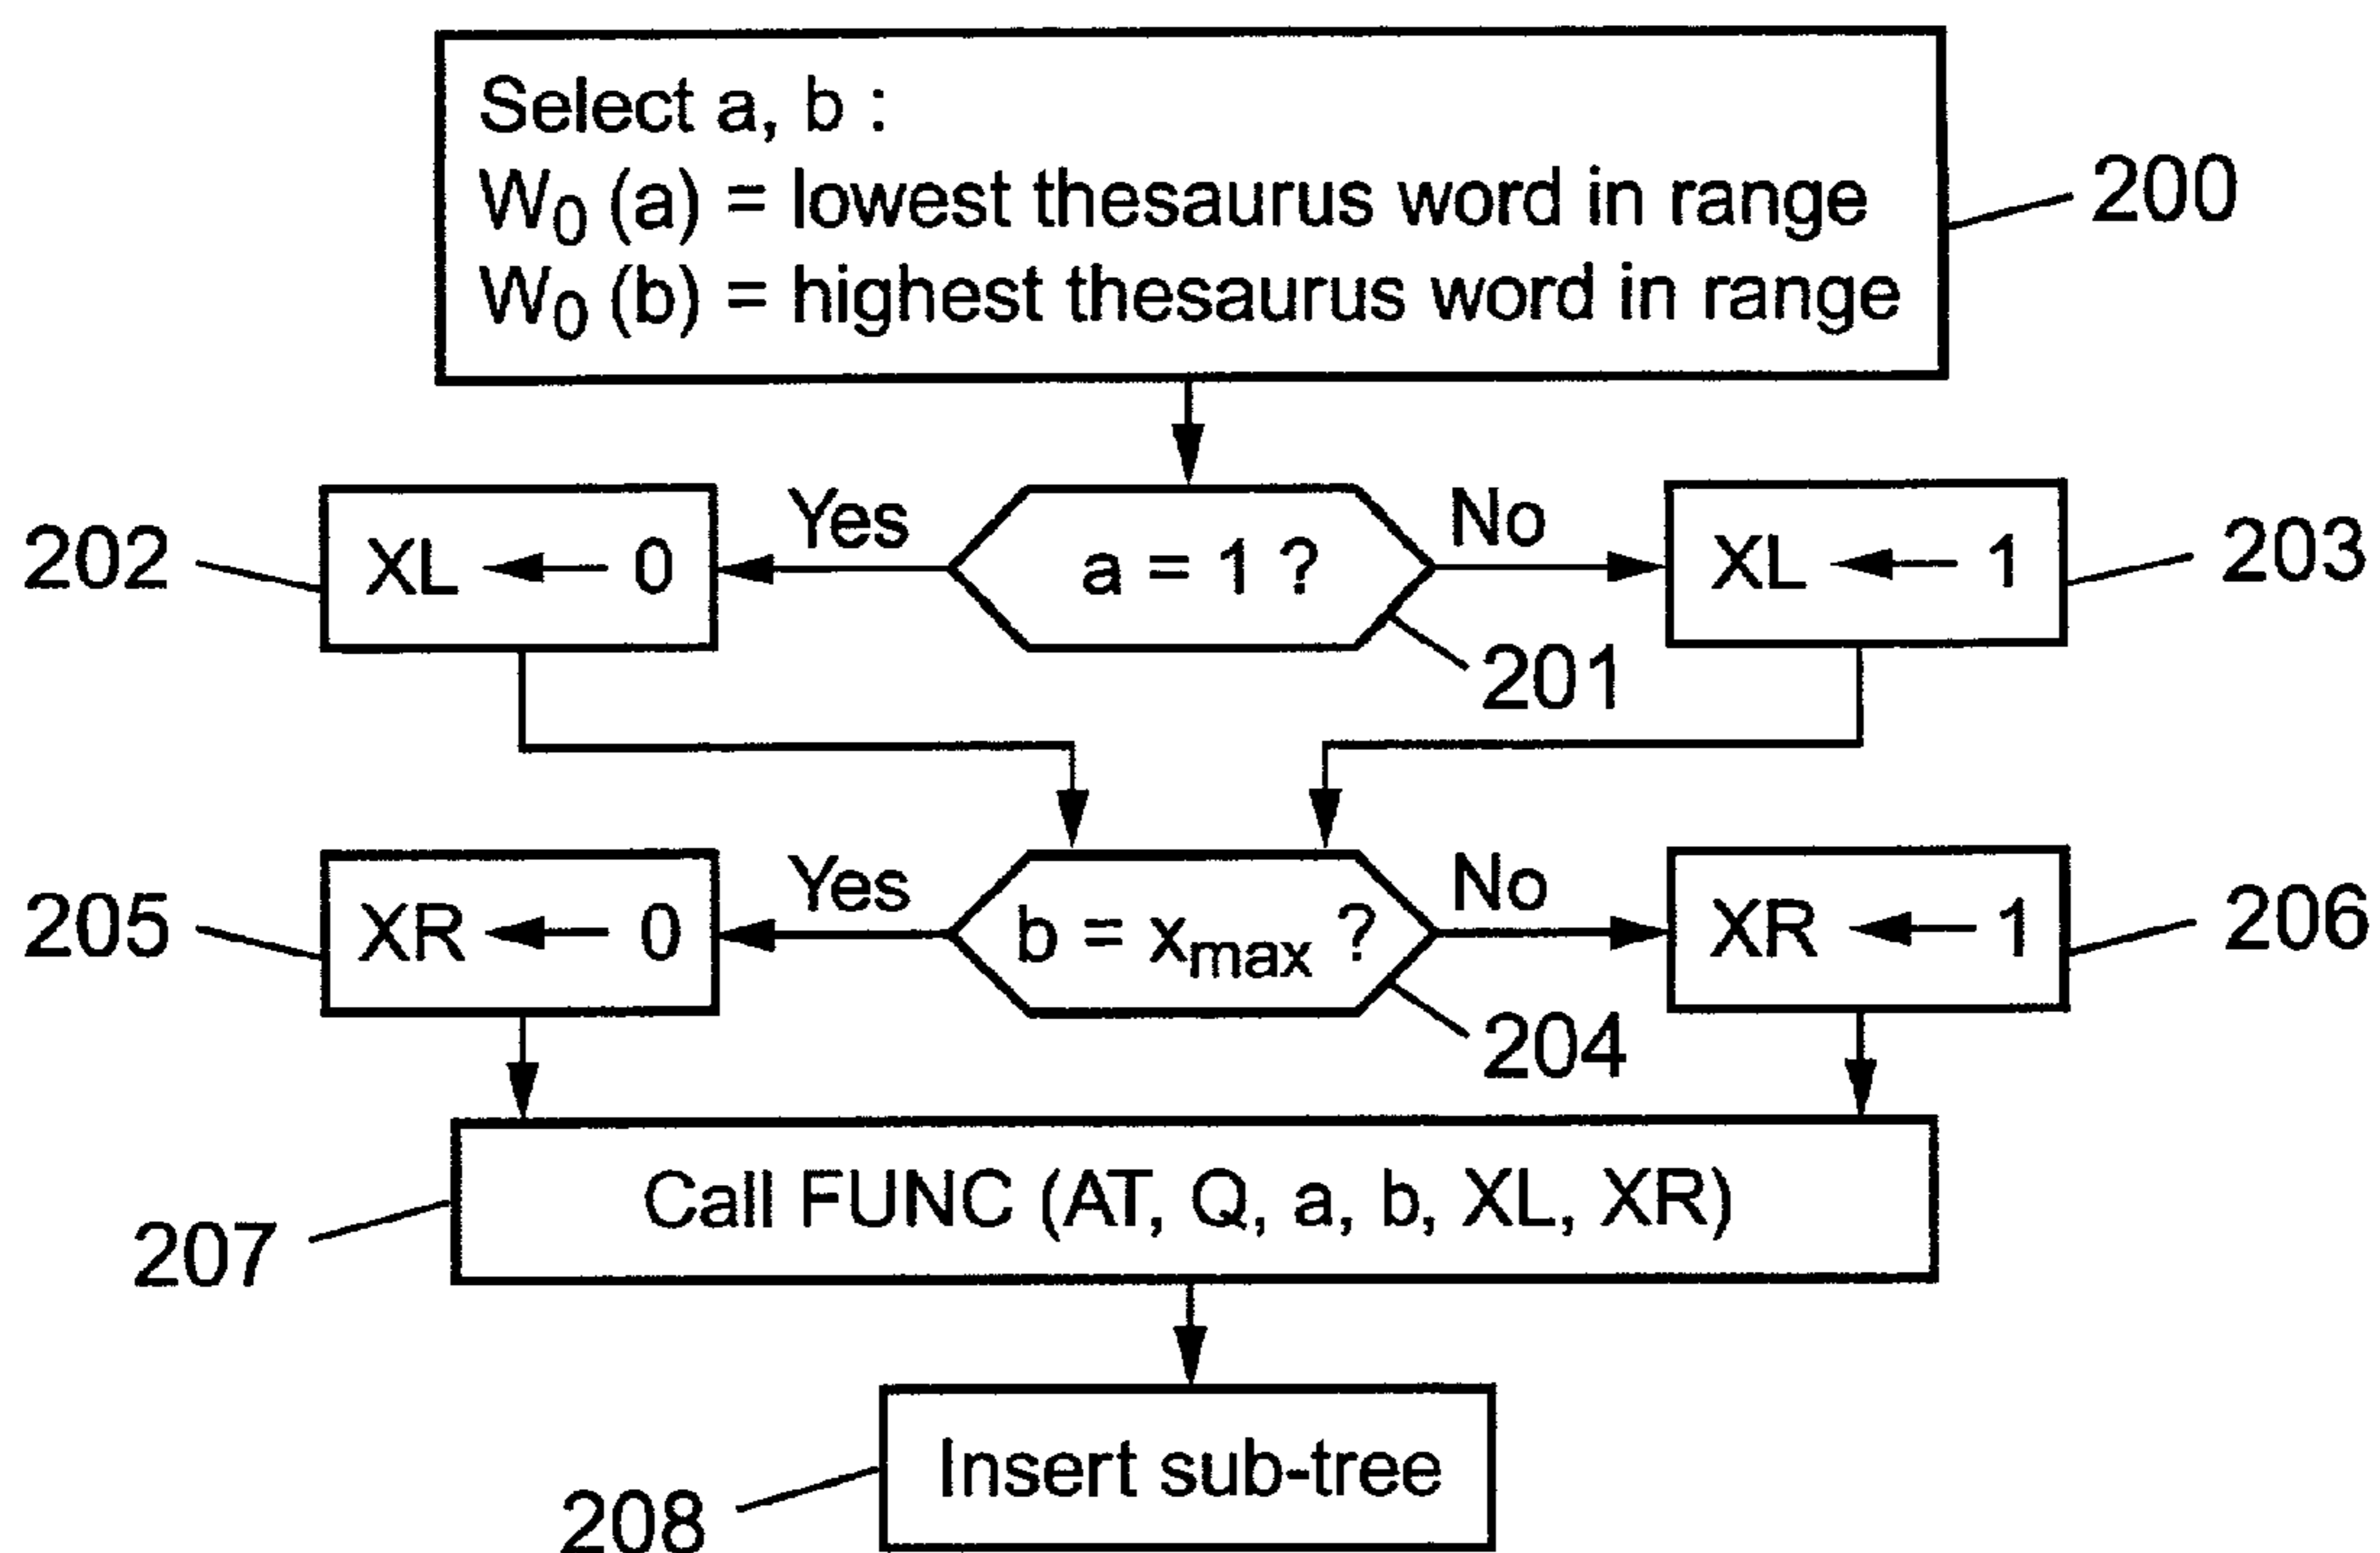 Select a, b :
W₀ (a) = lowest thesaurus word in range
W₀ (b) = highest thesaurus word in range
200
202
XL ← 0
Yes
a = 1 ?
No
XL ← 1
203
201
205
XR ← 0
Yes
b = xmax ?
No
XR ← 1
206
204
Call FUNC (AT, Q, a, b, XL, XR)
207
Insert sub-tree
208